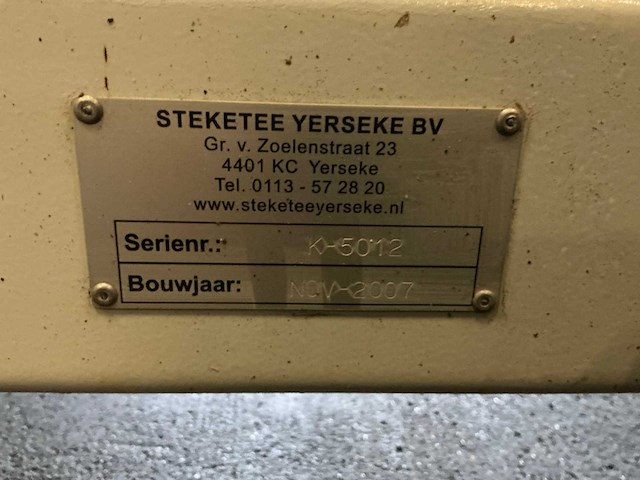 STEKETEE YERSEKE BV
Gr. v. Zoelenstraat 23
4401 KC Yerseke
Tel. 0113 - 57 28 20
www.steketeeyerseke.nl
Serienr.: K-5012
Bouwjaar: NOV-2007